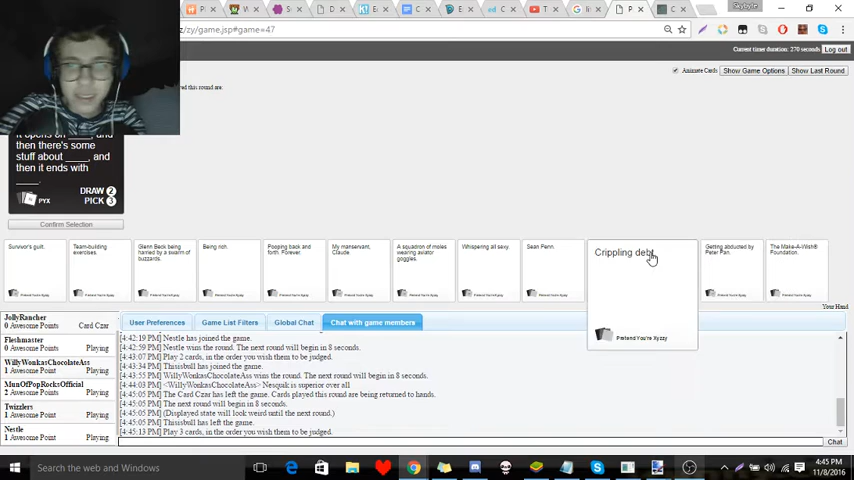 Skybyte
zy/game.jsp#game=47
Current timer duration: 270 seconds.
Log out
Animate Cards
Show Game Options
Show Last Round
this round are:
It opens on ____, and
then there's some
stuff about ____, and
then it ends with
____.
DRAW 2
PYX
PICK 3
Confirm Selection
Survivor's guilt.
Team-building
exercises.
Glenn Beck being
harried by a swarm of
buzzards.
Being rich.
Pooping back and
forth. Forever.
My manservant,
Claude.
A squadron of moles
wearing aviator
goggles.
Whispering all sexy.
Sean Penn.
Crippling debt.
Getting abducted by
Peter Pan.
The Make-A-Wish®
Foundation.
Pretend You're Xyzzy
Your Hand
JollyRancher
0 Awesome Points Card Czar
Fleshmaster
0 Awesome Points Playing
WillyWonkasChocolateAss
1 Awesome Point Playing
MunOfPopRocksOfficial
2 Awesome Points Playing
Twizzlers
1 Awesome Point Playing
Nestle
1 Awesome Point Playing
User Preferences
Game List Filters
Global Chat
Chat with game members
[4:42:19 PM] Nestle has joined the game.
[4:42:59 PM] Nestle wins the round. The next round will begin in 8 seconds.
[4:43:07 PM] Play 2 cards, in the order you wish them to be judged.
[4:43:34 PM] Thisisbull has joined the game.
[4:43:55 PM] WillyWonkasChocolateAss wins the round. The next round will begin in 8 seconds.
[4:44:28 PM] <WillyWonkasChocolateAss> Nesquik is superior over all
[4:45:05 PM] The Card Czar has left the game. Cards played this round are being returned to hands.
[4:45:05 PM] The next round will begin in 8 seconds.
[4:45:05 PM] (Displayed state will look weird until the next round.)
[4:45:05 PM] Thisisbull has left the game.
[4:45:13 PM] Play 3 cards, in the order you wish them to be judged.
Chat
Search the web and Windows
4:45 PM
11/8/2016